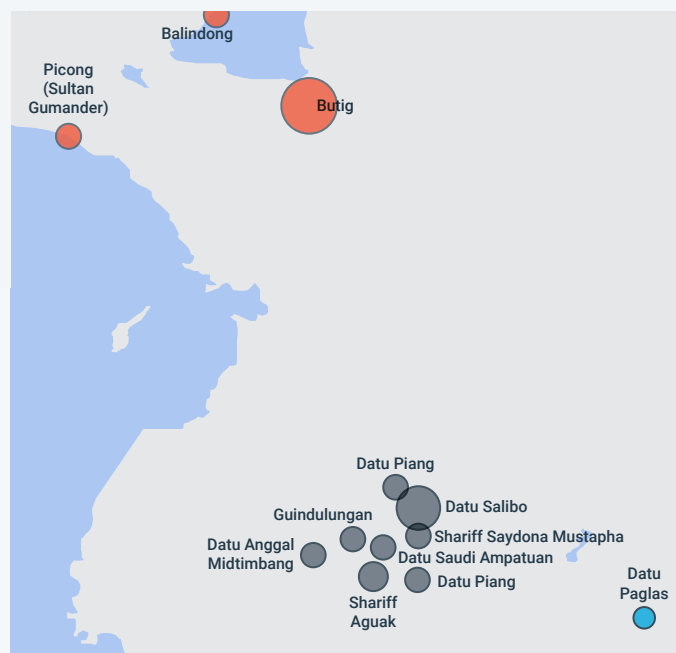 Balindong
Picong
(Sultan
Gumander)
Butig
Datu Piang
Datu Salibo
Guindulungan
Shariff Saydona Mustapha
Datu Anggal
Midtimbang
Datu Saudi Ampatuan
Datu Piang
Shariff
Aguak
Datu
Paglas